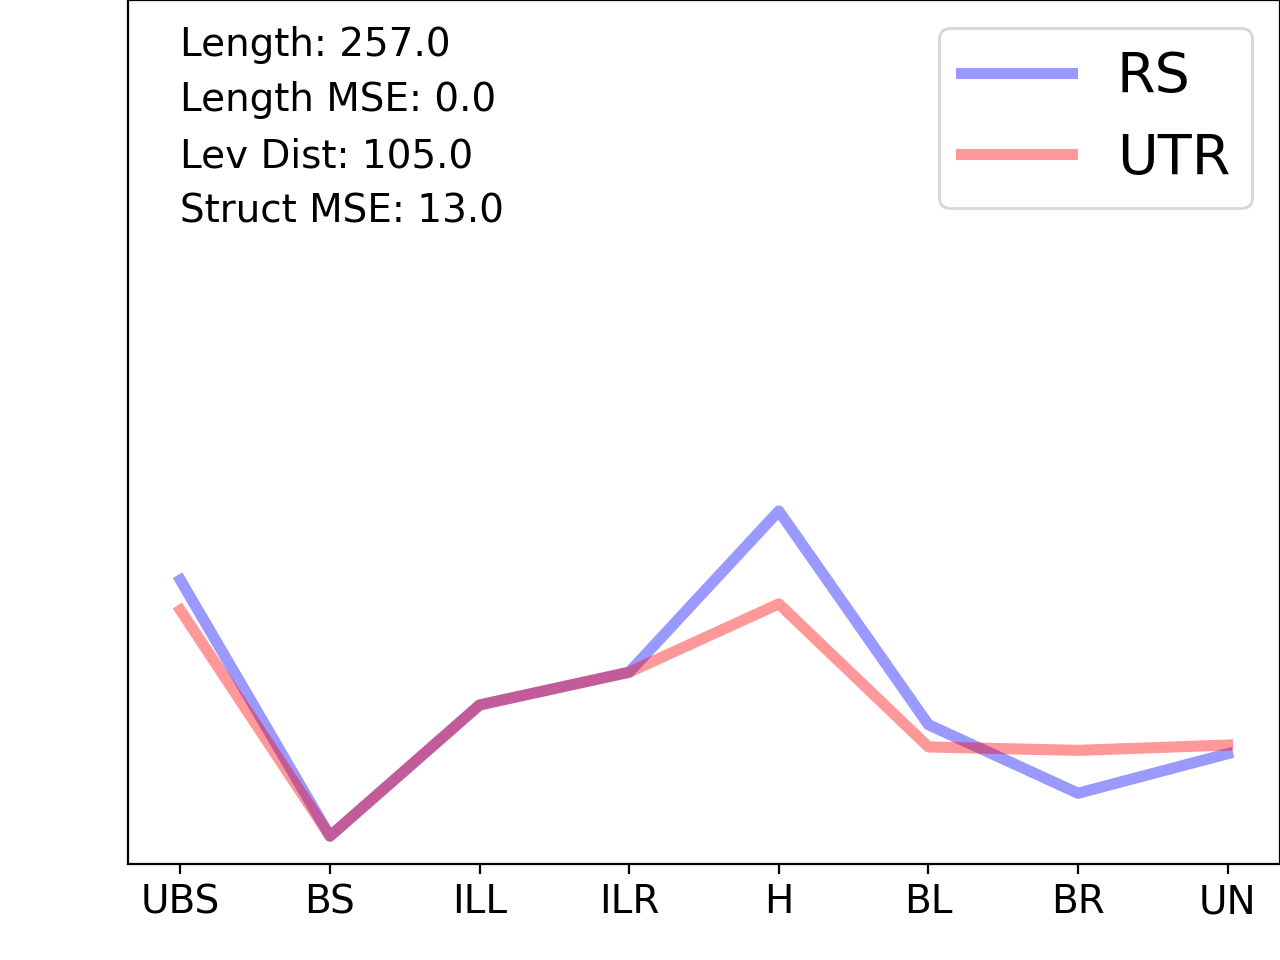 Length: 257.0
Length MSE: 0.0
Lev Dist: 105.0
Struct MSE: 13.0
RS
UTR
UBS BS ILL ILR H BL BR UN